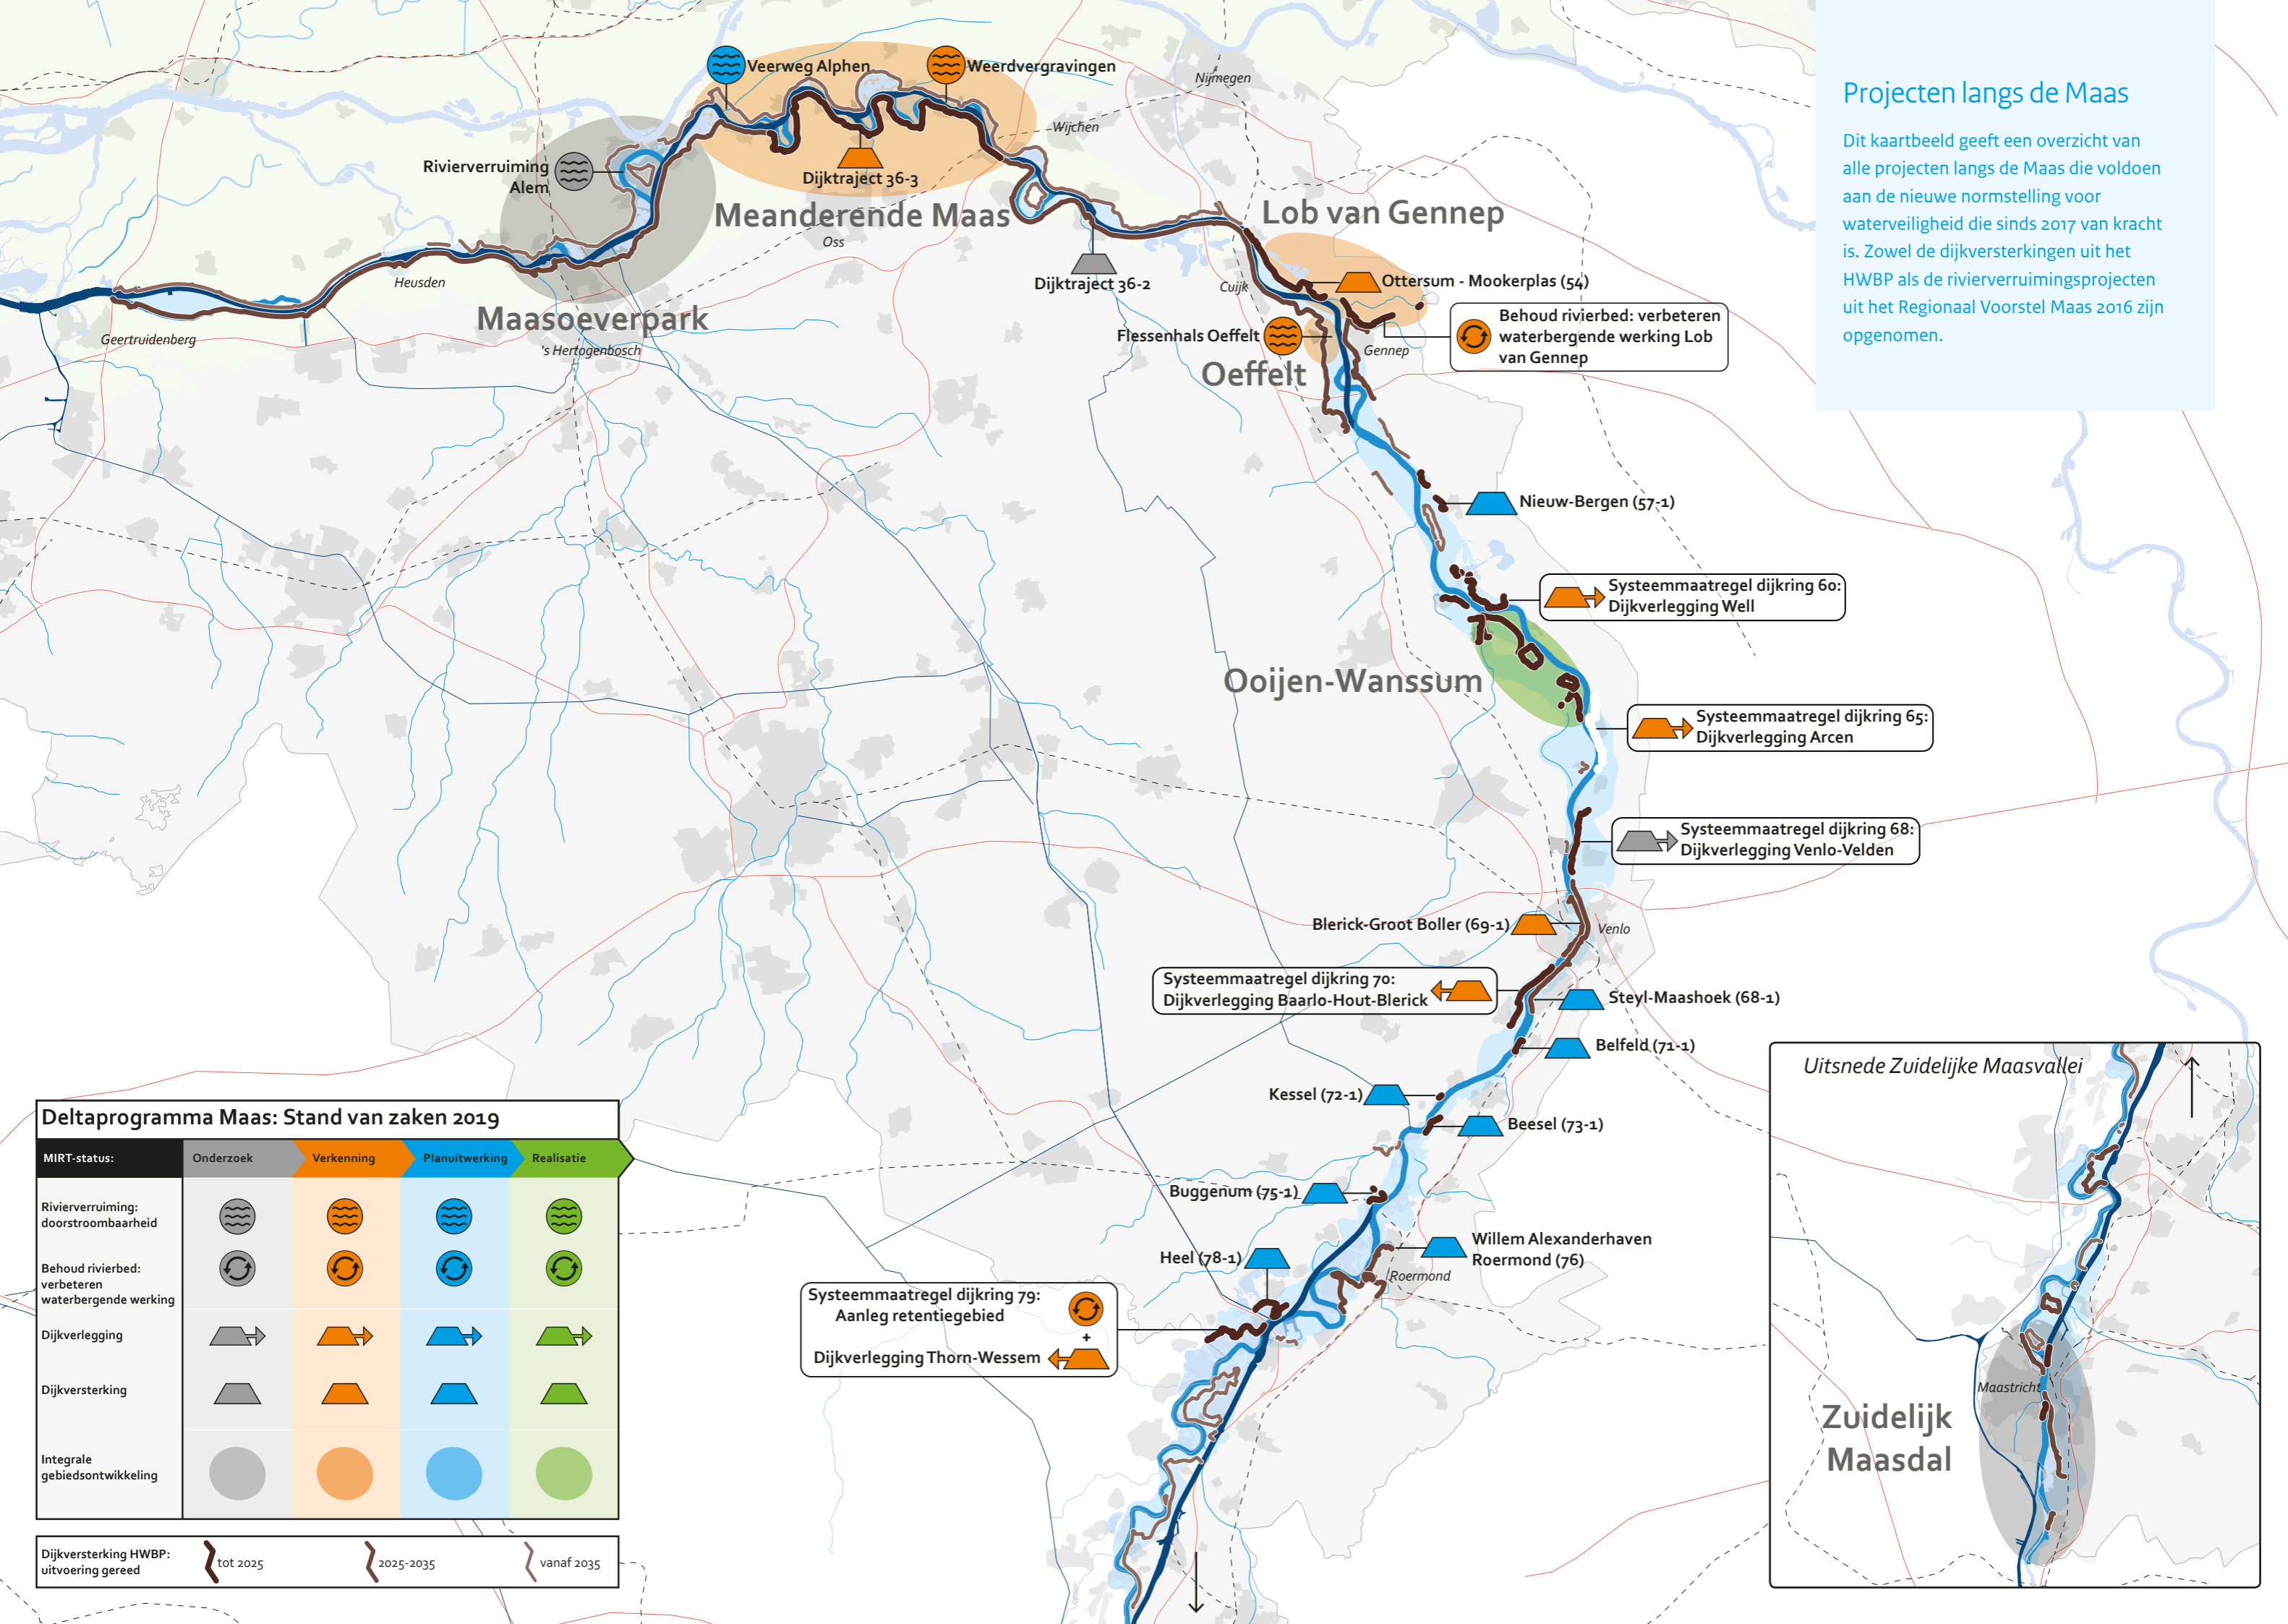 Projecten langs de Maas
Dit kaartbeeld geeft een overzicht van
alle projecten langs de Maas die voldoen
aan de nieuwe normstelling voor
waterveiligheid die sinds 2017 van kracht
is. Zowel de dijkversterkingen uit het
HWBP als de rivierverruimingsprojecten
uit het Regionaal Voorstel Maas 2016 zijn
opgenomen.
Veerweg Alphen
Weerdvergravingen
Nijmegen
Wijchen
Rivierverruiming
Alem
Dijktraject 36-3
Meanderende Maas
Oss
Lob van Gennep
Heusden
Dijktraject 36-2
Cuijk
Ottersum - Mookerplas (54)
Maasoeverpark
Geertruidenberg
's Hertogenbosch
Flessenhals Oeffelt
Gennep
Behoud rivierbed: verbeteren
waterbergende werking Lob
van Gennep
Oeffelt
Nieuw-Bergen (57-1)
Systeemmaatregel dijkring 60:
Dijkverlegging Well
Ooijen-Wanssum
Systeemmaatregel dijkring 65:
Dijkverlegging Arcen
Systeemmaatregel dijkring 68:
Dijkverlegging Venlo-Velden
Blerick-Groot Boller (69-1)
Venlo
Systeemmaatregel dijkring 70:
Dijkverlegging Baarlo-Hout-Blerick
Steyl-Maashoek (68-1)
Belfeld (71-1)
Kessel (72-1)
Beesel (73-1)
Buggenum (75-1)
Willem Alexanderhaven
Roermond (76)
Heel (78-1)
Roermond
Systeemmaatregel dijkring 79:
Aanleg retentiegebied
+
Dijkverlegging Thorn-Wessem
Uitsnede Zuidelijke Maasvallei
Maastricht
Zuidelijk
Maasdal
Deltaprogramma Maas: Stand van zaken 2019
MIRT-status:
Onderzoek
Verkenning
Planuitwerking
Realisatie
Rivierverruiming:
doorstroombaarheid
Behoud rivierbed:
verbeteren
waterbergende werking
Dijkverlegging
Dijkversterking
Integrale
gebiedsontwikkeling
Dijkversterking HWBP:
uitvoering gereed
tot 2025
2025-2035
vanaf 2035